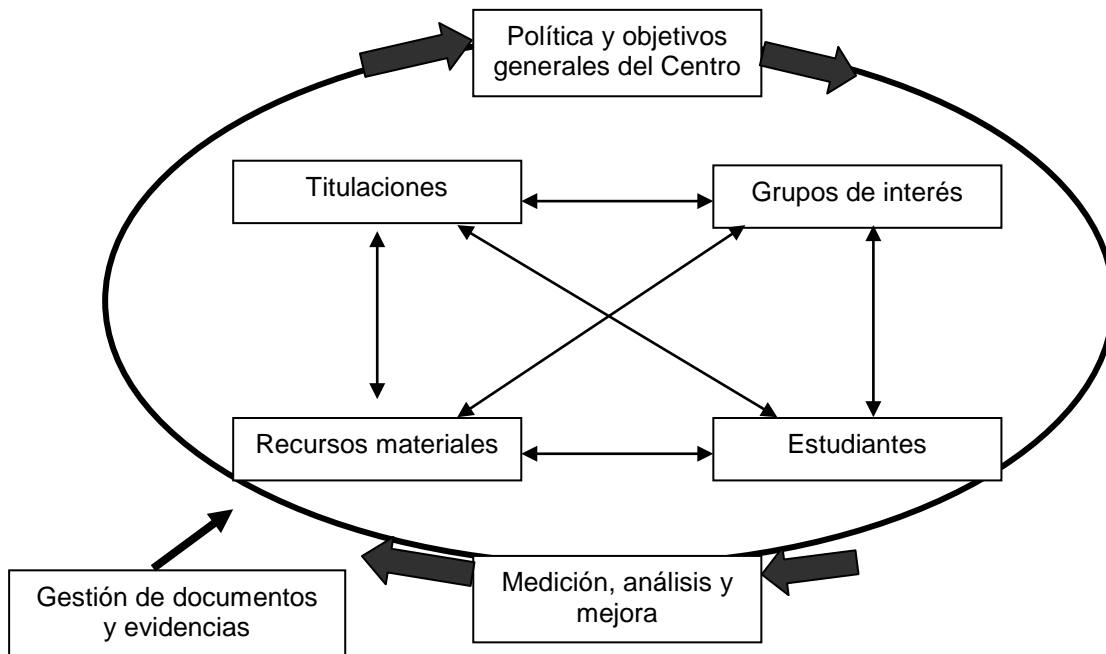 Política y objetivos
generales del Centro
Titulaciones
Grupos de interés
Recursos materiales
Estudiantes
Gestión de documentos
y evidencias
Medición, análisis y
mejora